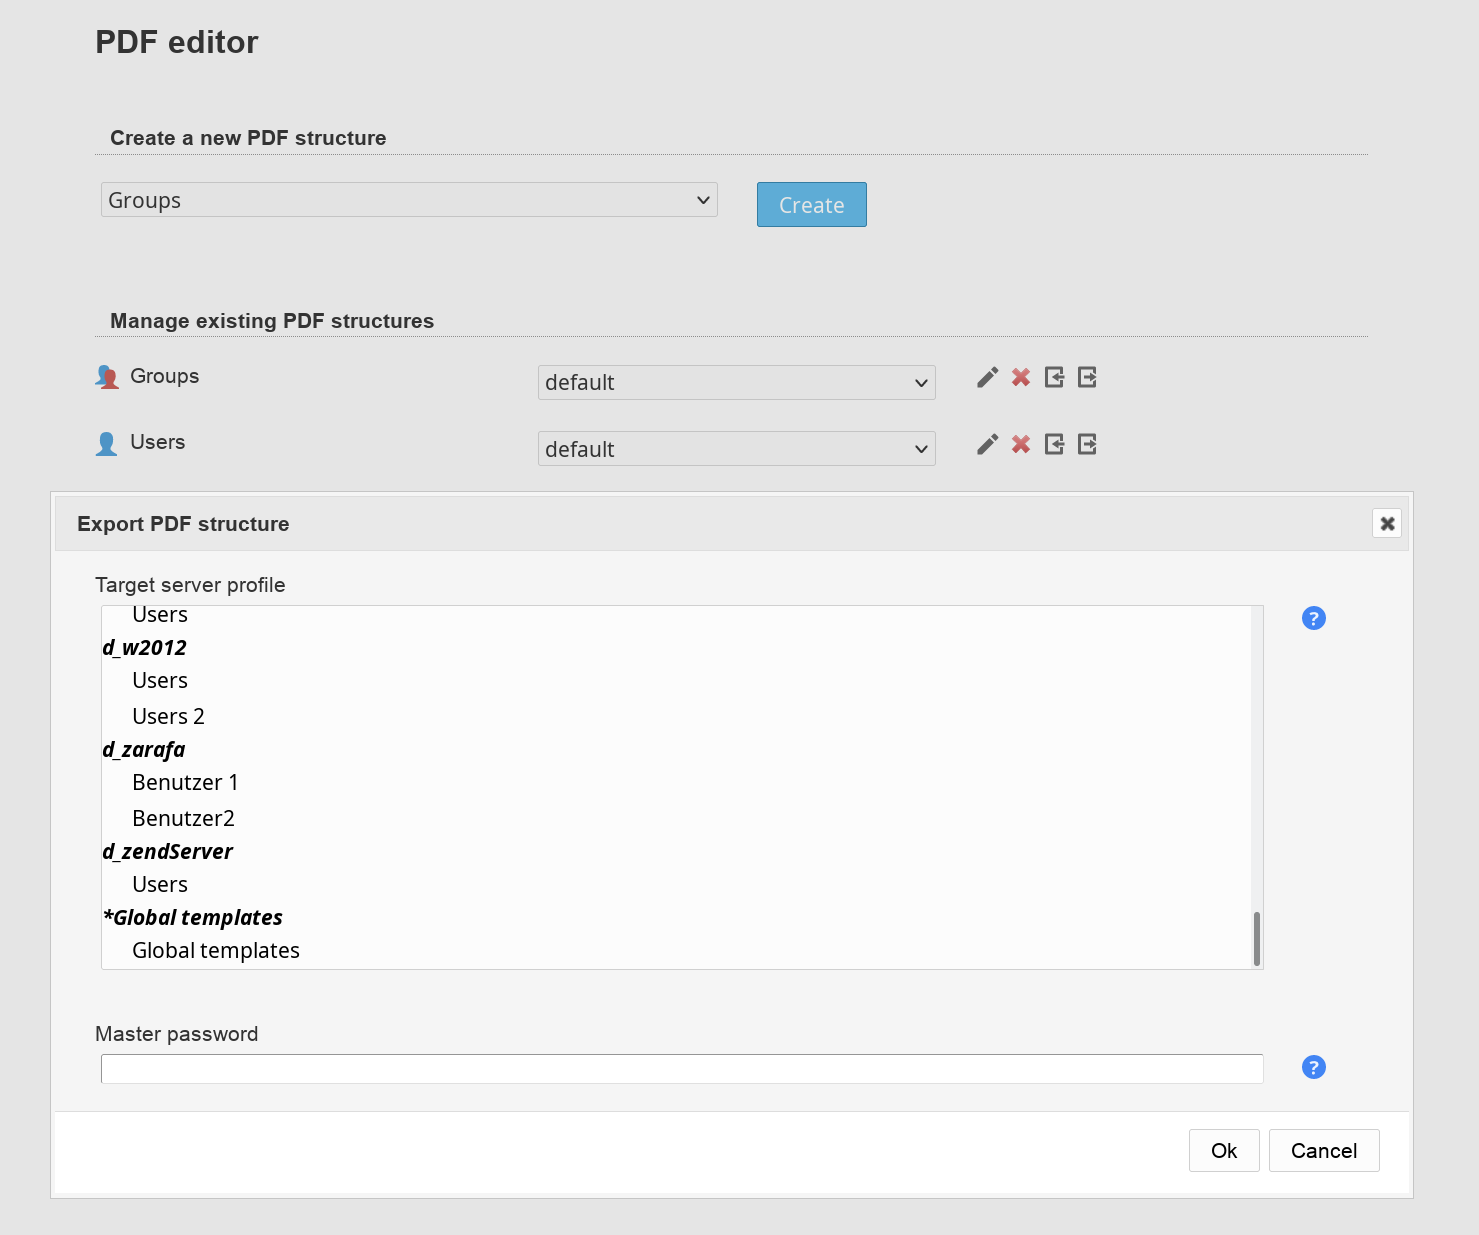 PDF editor
Create a new PDF structure
Groups
Create
Manage existing PDF structures
Groups
default
Users
default
Export PDF structure
Target server profile
Users
?
d_w2012
Users
Users 2
d_zarafa
Benutzer 1
Benutzer2
d_zendServer
Users
*Global templates
Global templates
Master password
?
Ok
Cancel